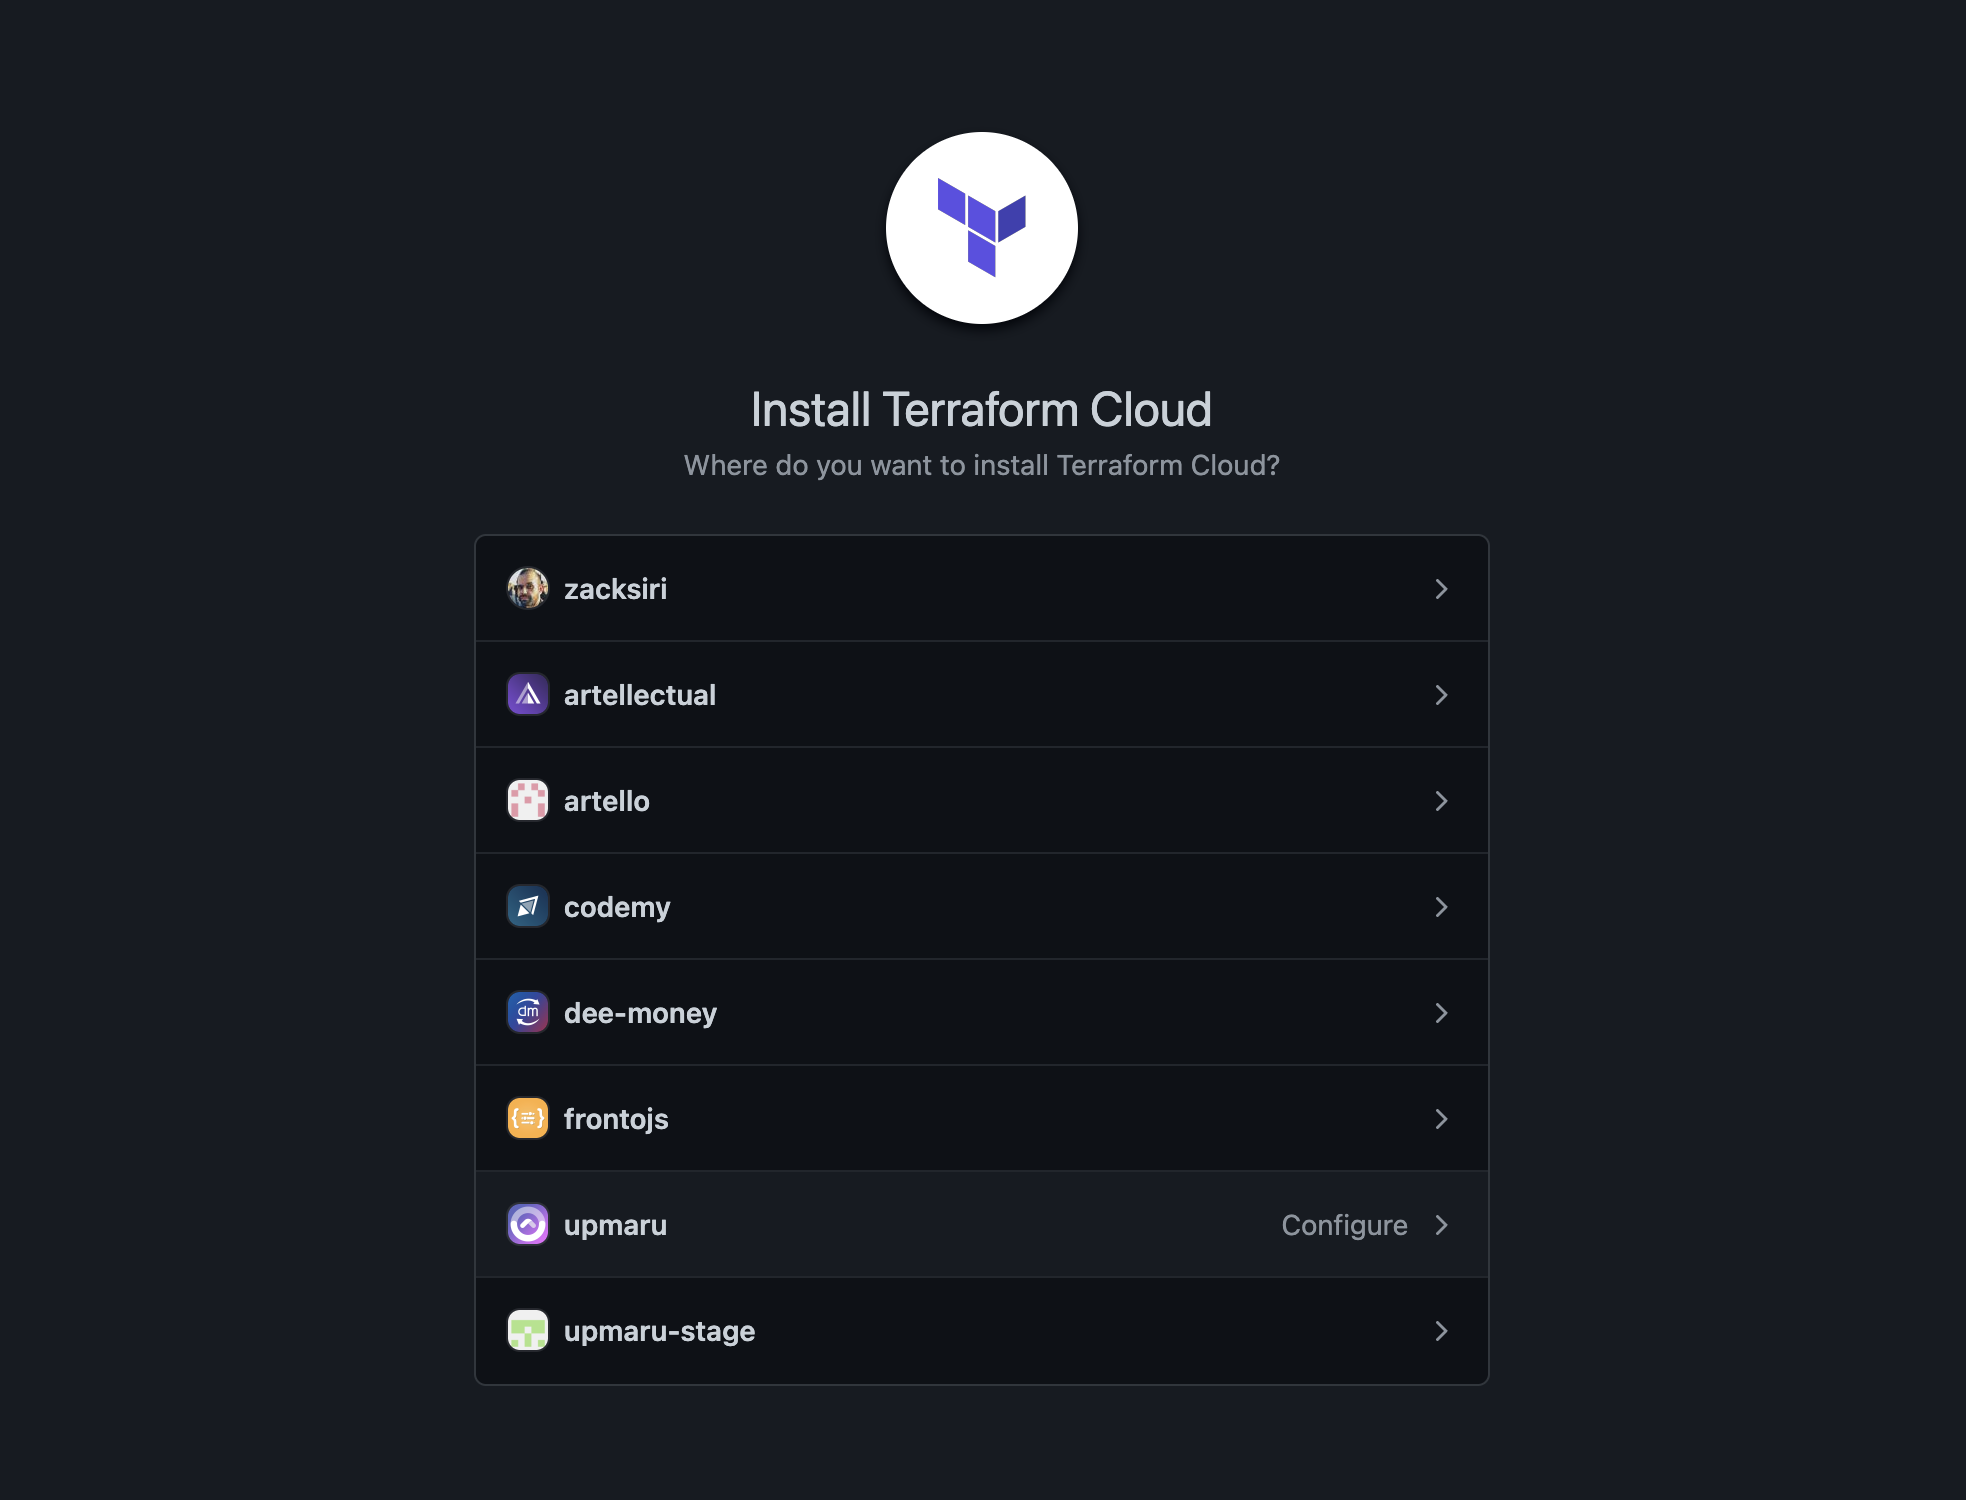 Install Terraform Cloud
Where do you want to install Terraform Cloud?
zacksiri
artellectual
artello
codemy
dm
dee-money
frontojs
upmaru Configure
upmaru-stage